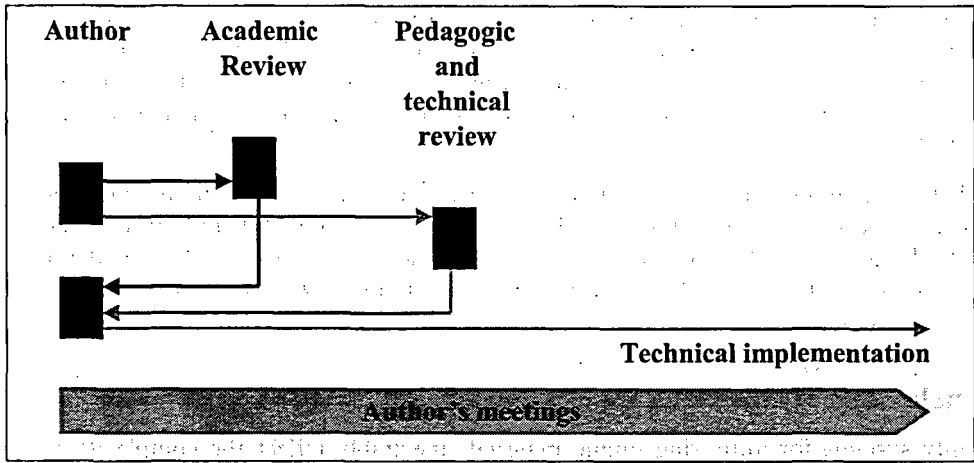 Author
Academic
Review
Pedagogic
and
technical
review
Technical implementation
Author's meetings